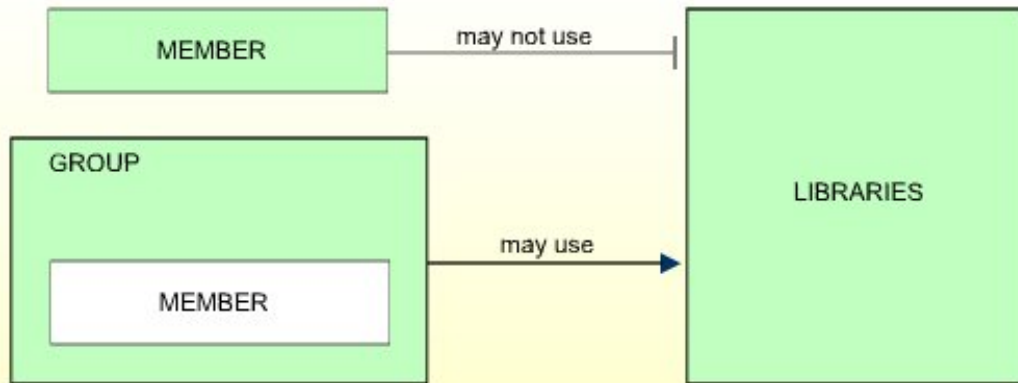 MEMBER
may not use
GROUP
LIBRARIES
may use
MEMBER